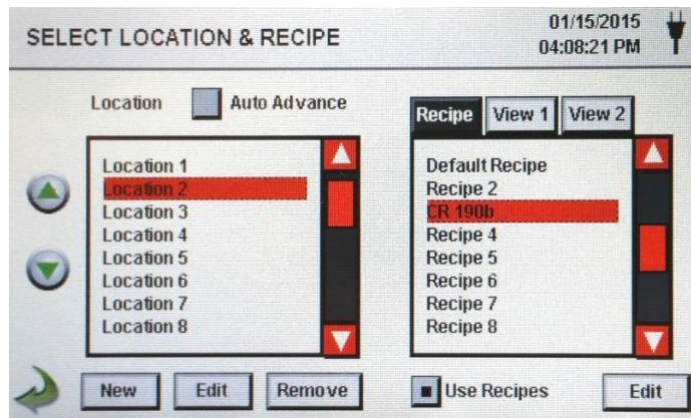 SELECT LOCATION & RECIPE
01/15/2015
04:08:21 PM
Location
Auto Advance
Location 1
Location 2
Location 3
Location 4
Location 5
Location 6
Location 7
Location 8
Recipe
View 1
View 2
Default Recipe
Recipe 2
CR 190b
Recipe 4
Recipe 5
Recipe 6
Recipe 7
Recipe 8
New
Edit
Remove
Use Recipes
Edit